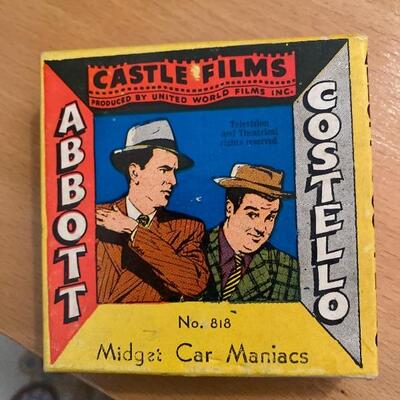 CASTLE FILMS
PRODUCED BY UNITED WORLD FILMS INC.
ABBOTT
COSTELLO
Television
and Theatrical
rights reserved
No. 818
Midget Car Maniacs